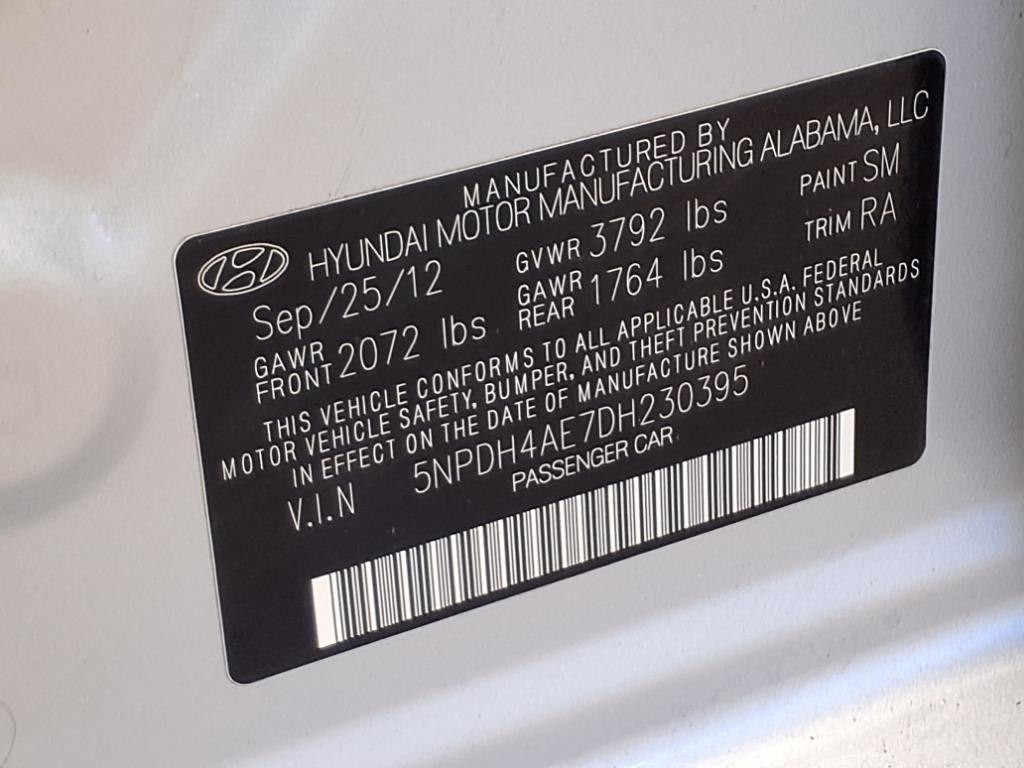 MANUFACTURED BY
HYUNDAI MOTOR MANUFACTURING ALABAMA, LLC
Sep/25/12 GVWR 3792 lbs PAINT SM
GAWR FRONT 2072 lbs GAWR REAR 1764 lbs TRIM RA
THIS VEHICLE CONFORMS TO ALL APPLICABLE U.S.A. FEDERAL
MOTOR VEHICLE SAFETY, BUMPER, AND THEFT PREVENTION STANDARDS
IN EFFECT ON THE DATE OF MANUFACTURE SHOWN ABOVE
V.I.N 5NPDH4AE7DH230395
PASSENGER CAR